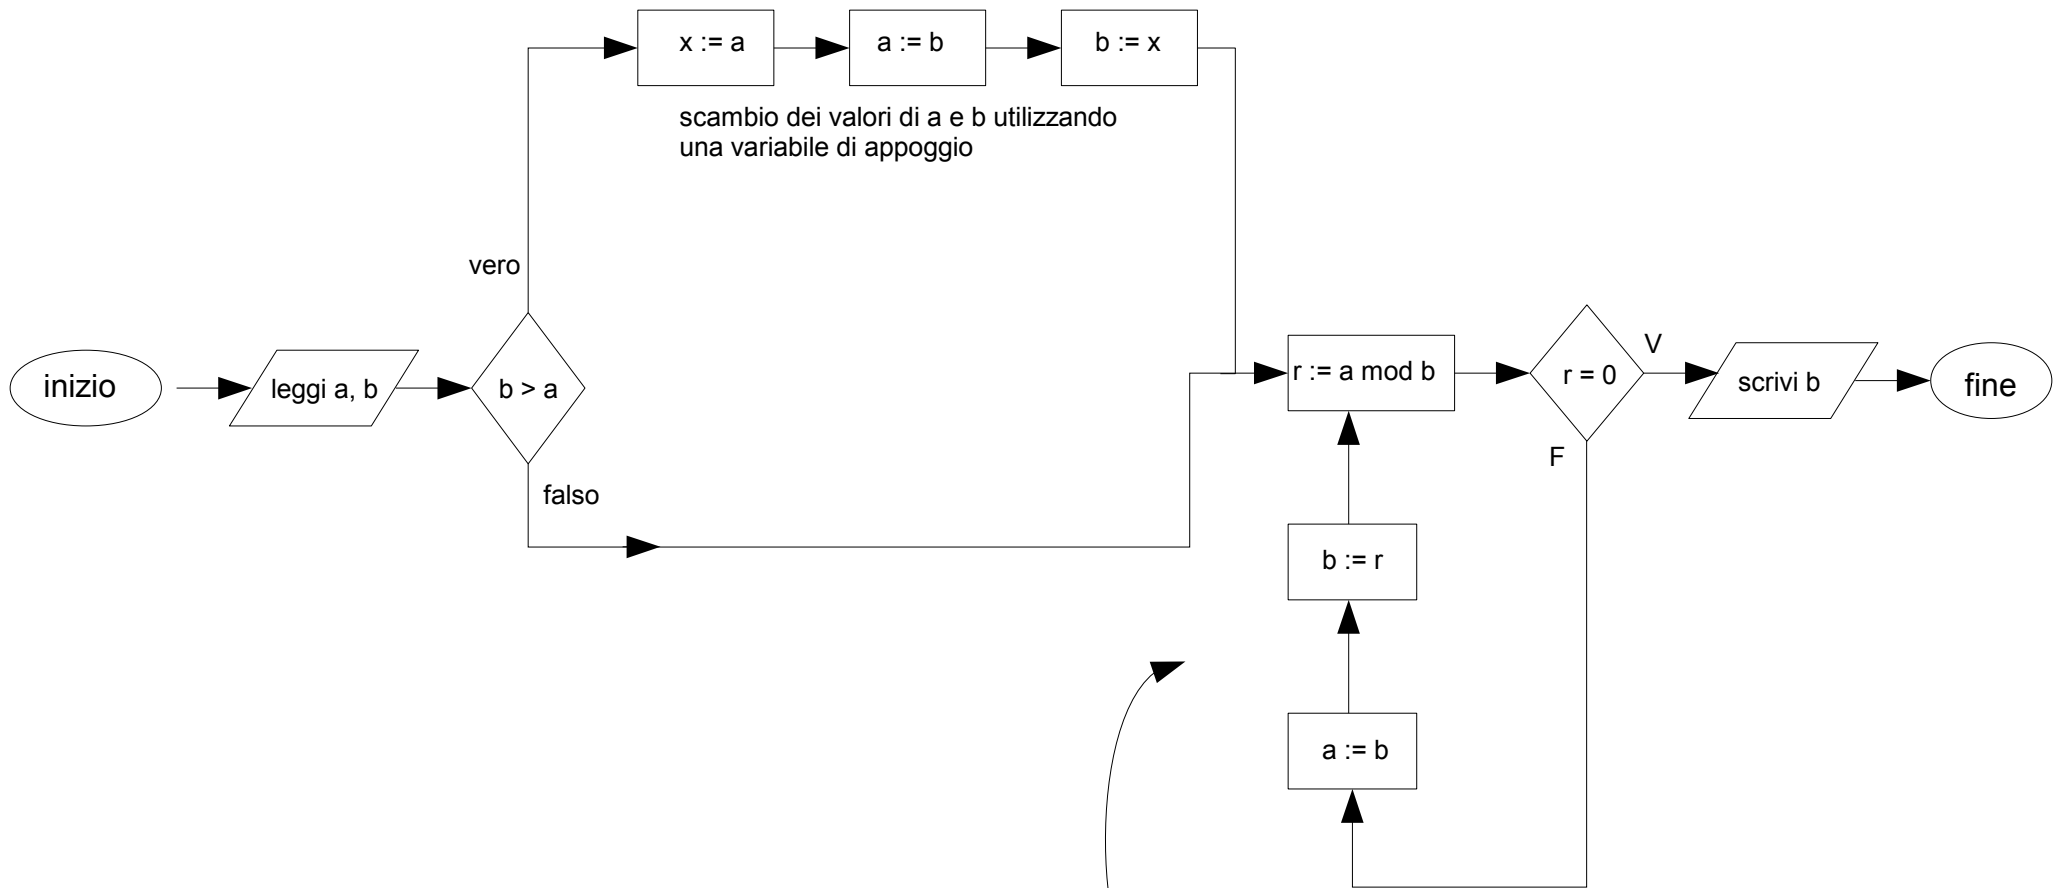 x := a
a := b
b := x
scambio dei valori di a e b utilizzando
una variabile di appoggio
vero
inizio
leggi a, b
b > a
falso
r := a mod b
r = 0
V
F
scrivi b
fine
b := r
a := b